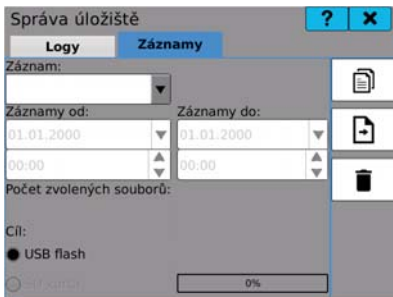 Správa úložiště
?
Logy Záznamy
Záznam:
Záznamy od: Záznamy do:
01.01.2000 01.01.2000
00:00 00:00
Počet zvolených souborů:
Cíl:
USB flash
0%